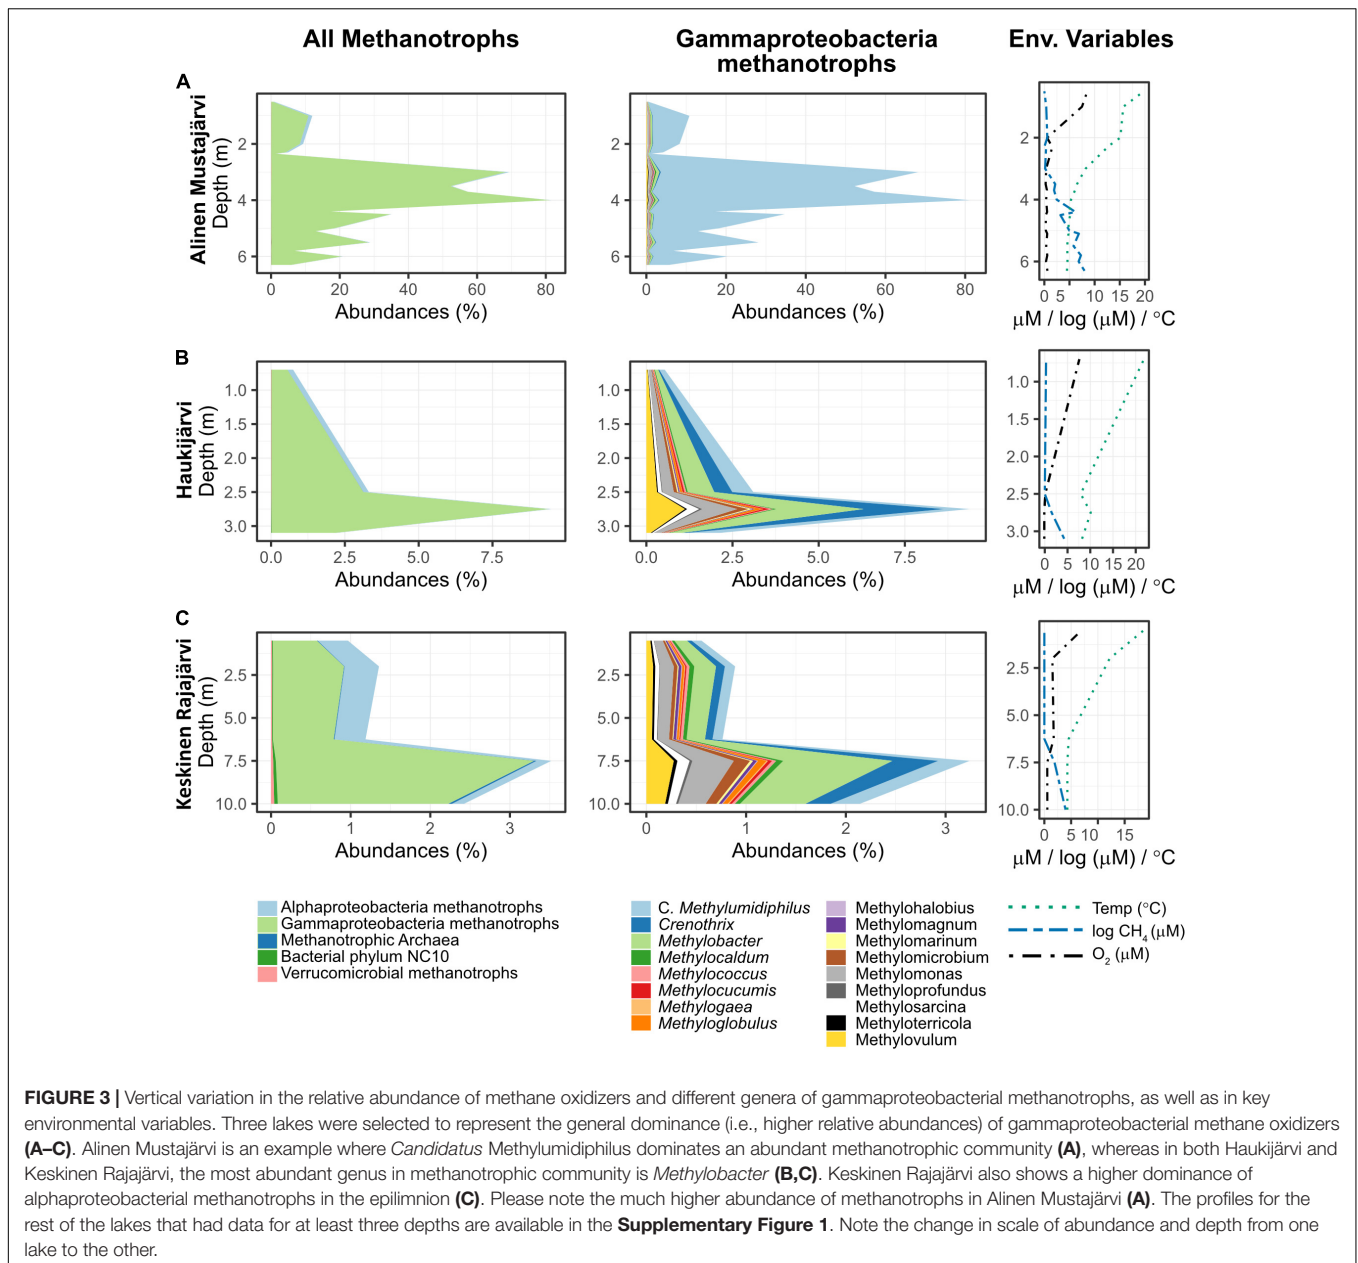 All Methanotrophs
Gammaproteobacteria
methanotrophs
Env. Variables
A
Alinen Mustajärvi
Depth (m)
2
4
6
0 20 40 60 80
Abundances (%)
0 20 40 60 80
Abundances (%)
2
4
6
0 5 10 15 20
μM / log (μM) / °C
B
Haukijärvi
Depth (m)
1.0
1.5
2.0
2.5
3.0
0.0 2.5 5.0 7.5
Abundances (%)
1.0
1.5
2.0
2.5
3.0
0.0 2.5 5.0 7.5
Abundances (%)
1.0
1.5
2.0
2.5
3.0
0 5 10 15 20
μM / log (μM) / °C
C
Keskinen Rajajärvi
Depth (m)
2.5
5.0
7.5
10.0
0 1 2 3
Abundances (%)
2.5
5.0
7.5
10.0
0 1 2 3
Abundances (%)
2.5
5.0
7.5
10.0
0 5 10 15
μM / log (μM) / °C
Alphaproteobacteria methanotrophs
Gammaproteobacteria methanotrophs
Methanotrophic Archaea
Bacterial phylum NC10
Verrucomicrobial methanotrophs
C. Methylumidiphilus
Crenothrix
Methylobacter
Methylocaldum
Methylococcus
Methylocucumis
Methylogaea
Methyloglobulus
Methylohalobius
Methylomagnum
Methylomarinum
Methylomicrobium
Methylomonas
Methyloprofundus
Methylosarcina
Methyloterricola
Methylovulum
Temp (°C)
log CH4 (μM)
O2 (μM)
FIGURE 3 | Vertical variation in the relative abundance of methane oxidizers and different genera of gammaproteobacterial methanotrophs, as well as in key
environmental variables. Three lakes were selected to represent the general dominance (i.e., higher relative abundances) of gammaproteobacterial methane oxidizers
(A–C). Alinen Mustajärvi is an example where Candidatus Methylumidiphilus dominates an abundant methanotrophic community (A), whereas in both Haukijärvi and
Keskinen Rajajärvi, the most abundant genus in methanotrophic community is Methylobacter (B,C). Keskinen Rajajärvi also shows a higher dominance of
alphaproteobacterial methanotrophs in the epilimnion (C). Please note the much higher abundance of methanotrophs in Alinen Mustajärvi (A). The profiles for the
rest of the lakes that had data for at least three depths are available in the Supplementary Figure 1. Note the change in scale of abundance and depth from one
lake to the other.